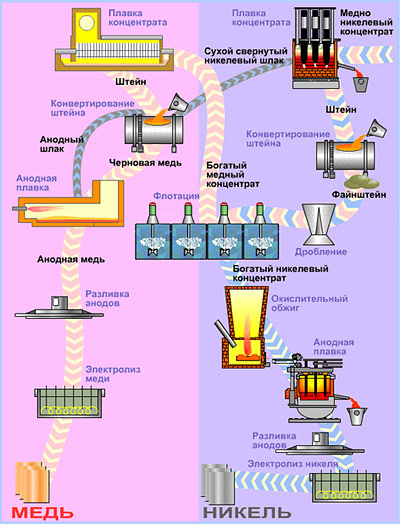 Плавка
концентрата
Плавка
концентрата
Медно
никелевый
концентрат
Сухой свернутый
никелевый шлак
Штейн
Штейн
Конвертирование
штейна
Конвертирование
штейна
Анодный
шлак
Черновая медь
Богатый
медный
концентрат
Файнштейн
Анодная
плавка
Флотация
Дробление
Анодная медь
Богатый никелевый
концентрат
Разливка
анодов
Окислительный
обжиг
Анодная
плавка
Электролиз
меди
Разливка
анодов
Электролиз никеля
МЕДЬ
НИКЕЛЬ